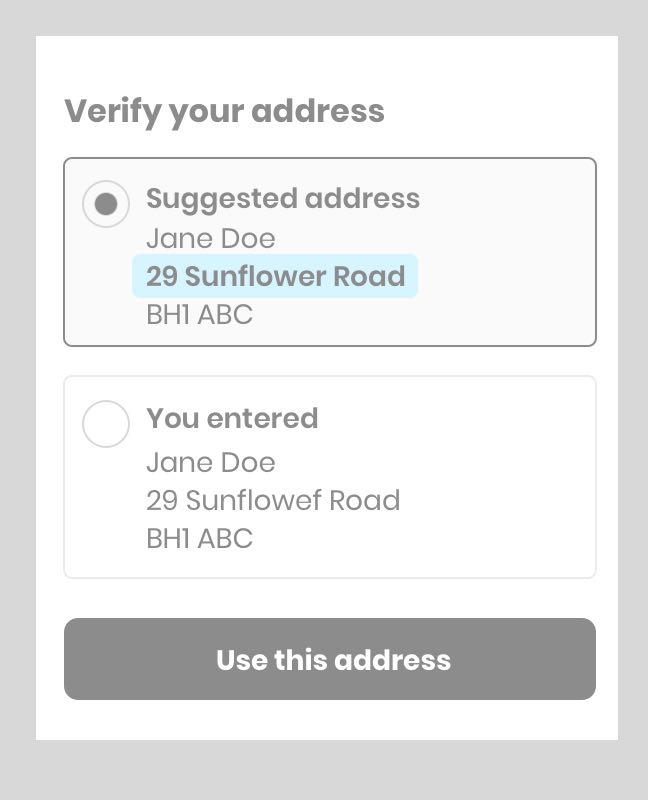 Verify your address
Suggested address
Jane Doe
29 Sunflower Road
BH1 ABC
You entered
Jane Doe
29 Sunflowef Road
BH1 ABC
Use this address